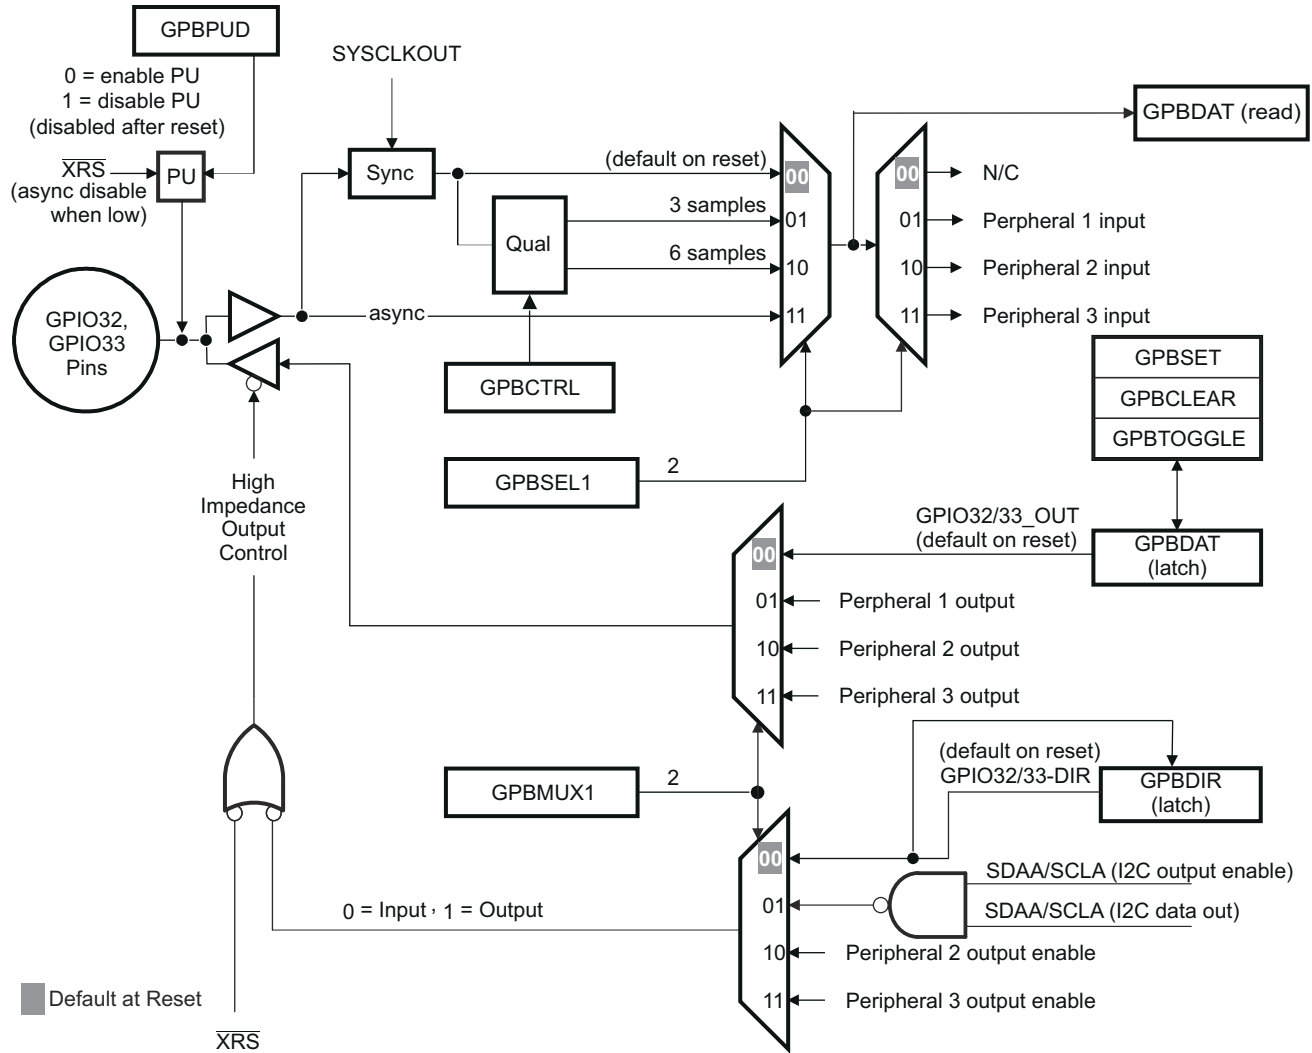 GPBPUD
0 = enable PU
1 = disable PU
(disabled after reset)
XRS
(async disable
when low)
PU
SYSCLKOUT
Sync
Qual
(default on reset)
3 samples
6 samples
async
00
01
10
11
GPBDAT (read)
00
01
10
11
N/C
Perpheral 1 input
Peripheral 2 input
Peripheral 3 input
GPIO32,
GPIO33
Pins
GPBCTRL
GPBSEL1
2
GPBSET
GPBCLEAR
GPBTOGGLE
High
Impedance
Output
Control
GPIO32/33_OUT
(default on reset)
GPBDAT
(latch)
00
01
10
11
Perpheral 1 output
Peripheral 2 output
Peripheral 3 output
GPBMUX1
2
(default on reset)
GPIO32/33-DIR
GPBDIR
(latch)
00
01
10
11
SDAA/SCLA (I2C output enable)
SDAA/SCLA (I2C data out)
Peripheral 2 output enable
Peripheral 3 output enable
0 = Input, 1 = Output
Default at Reset
XRS